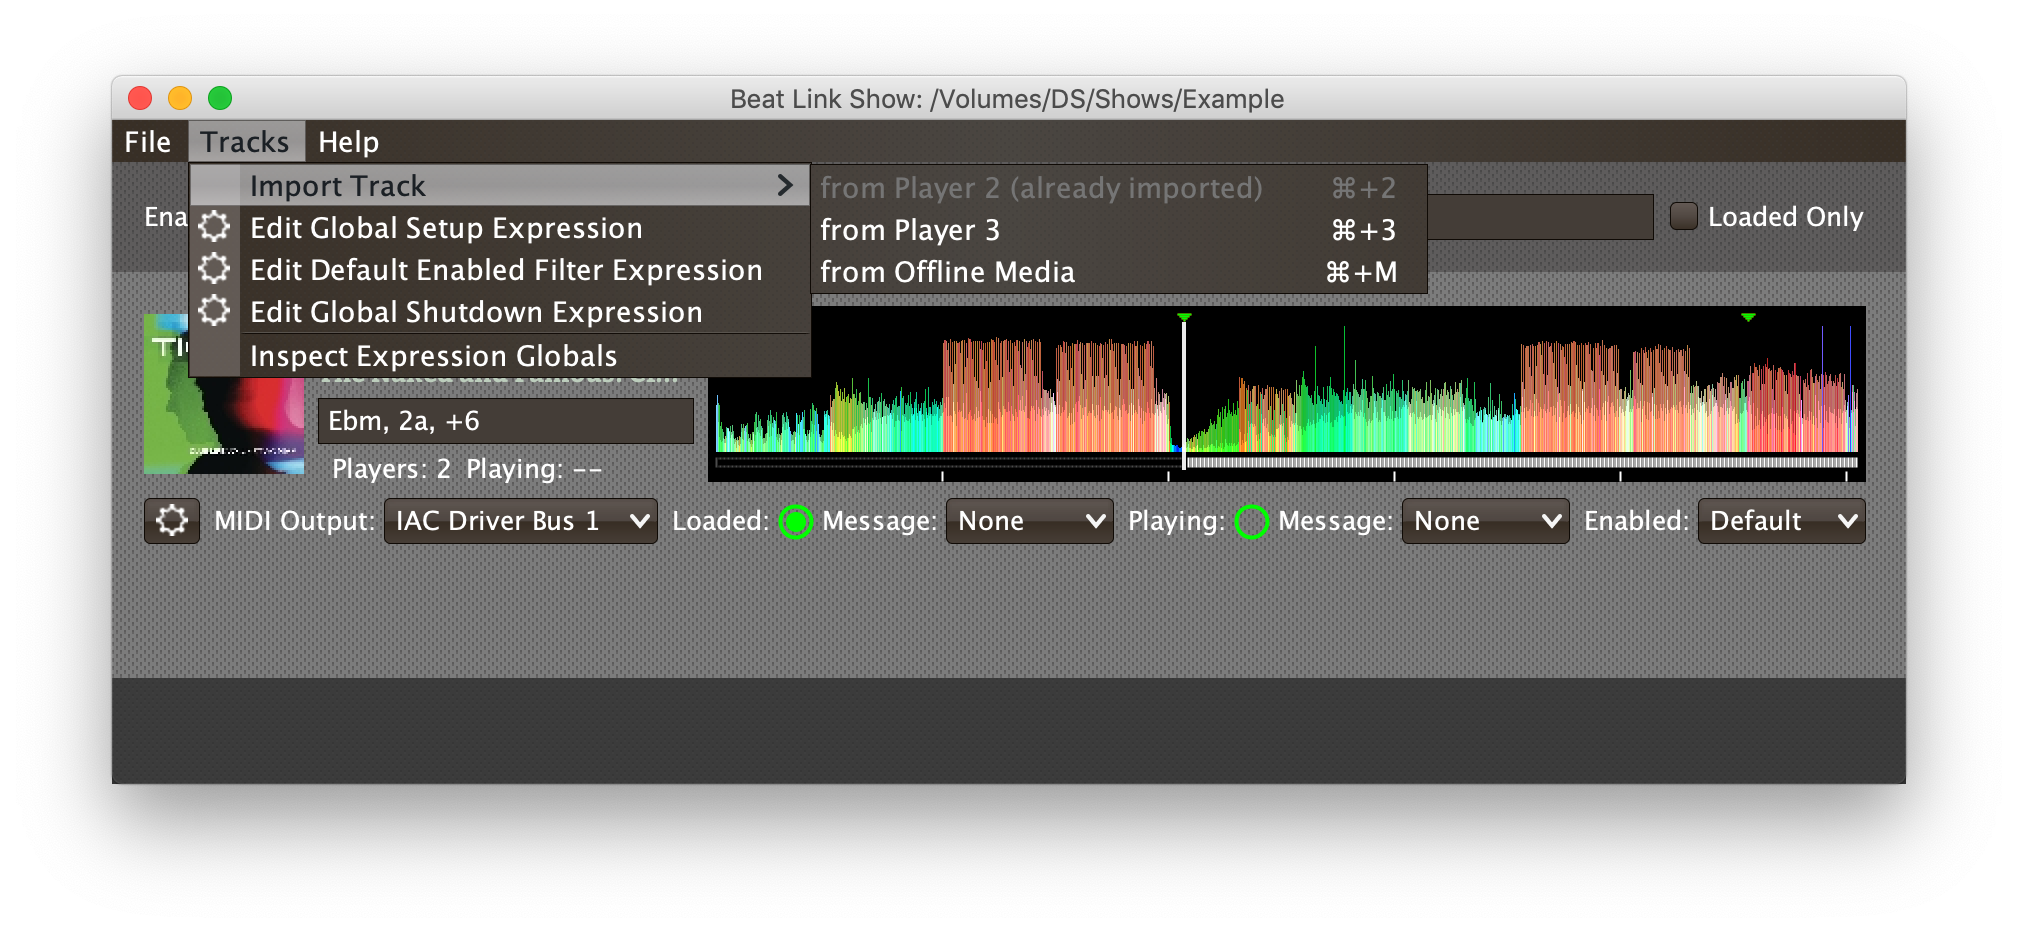 Beat Link Show: /Volumes/DS/Shows/Example
File Tracks Help
Import Track
Edit Global Setup Expression
Edit Default Enabled Filter Expression
Edit Global Shutdown Expression
Inspect Expression Globals
from Player 2 (already imported) ⌘+2
from Player 3 ⌘+3
from Offline Media ⌘+M
Ena
Loaded Only
Ebm, 2a, +6
Players: 2 Playing: --
MIDI Output: IAC Driver Bus 1 Loaded: Message: None Playing: Message: None Enabled: Default